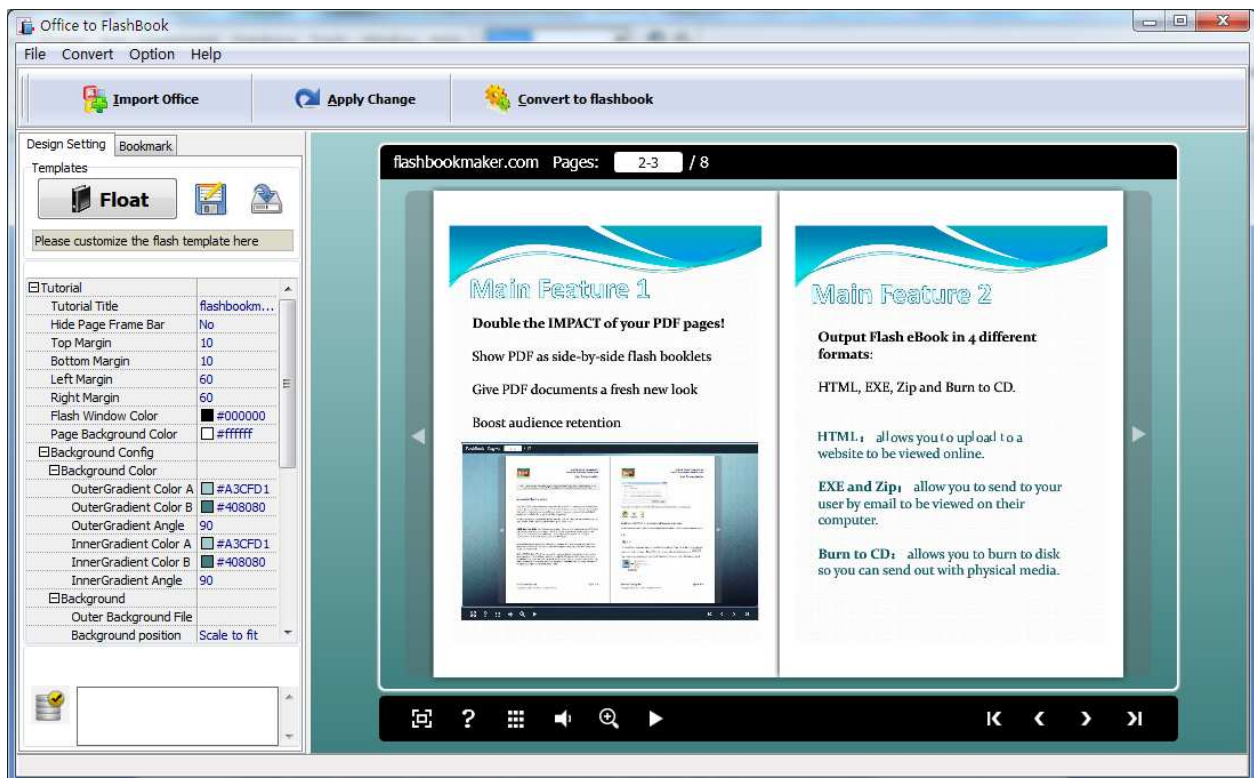 Office to FlashBook
File Convert Option Help
Import Office
Apply Change
Convert to flashbook
Design Setting
Bookmark
Templates
Float
Please customize the flash template here
Tutorial
Tutorial Title flashbookm...
Hide Page Frame Bar No
Top Margin 10
Bottom Margin 10
Left Margin 60
Right Margin 60
Flash Window Color #000000
Page Background Color #ffffff
Background Config
Background Color
OuterGradient Color A #A3CFD1
OuterGradient Color B #408080
OuterGradient Angle 90
InnerGradient Color A #A3CFD1
InnerGradient Color B #408080
InnerGradient Angle 90
Background
Outer Background File
Background position Scale to fit
flashbookmaker.com Pages: 2-3 / 8
Main Feature 1
Double the IMPACT of your PDF pages!
Show PDF as side-by-side flash booklets
Give PDF documents a fresh new look
Boost audience retention
Main Feature 2
Output Flash eBook in 4 different
formats:
HTML, EXE, Zip and Burn to CD.
HTML: allows you to upload to a
website to be viewed online.
EXE and Zip: allow you to send to your
user by email to be viewed on their
computer.
Burn to CD: allows you to burn to disk
so you can send out with physical media.